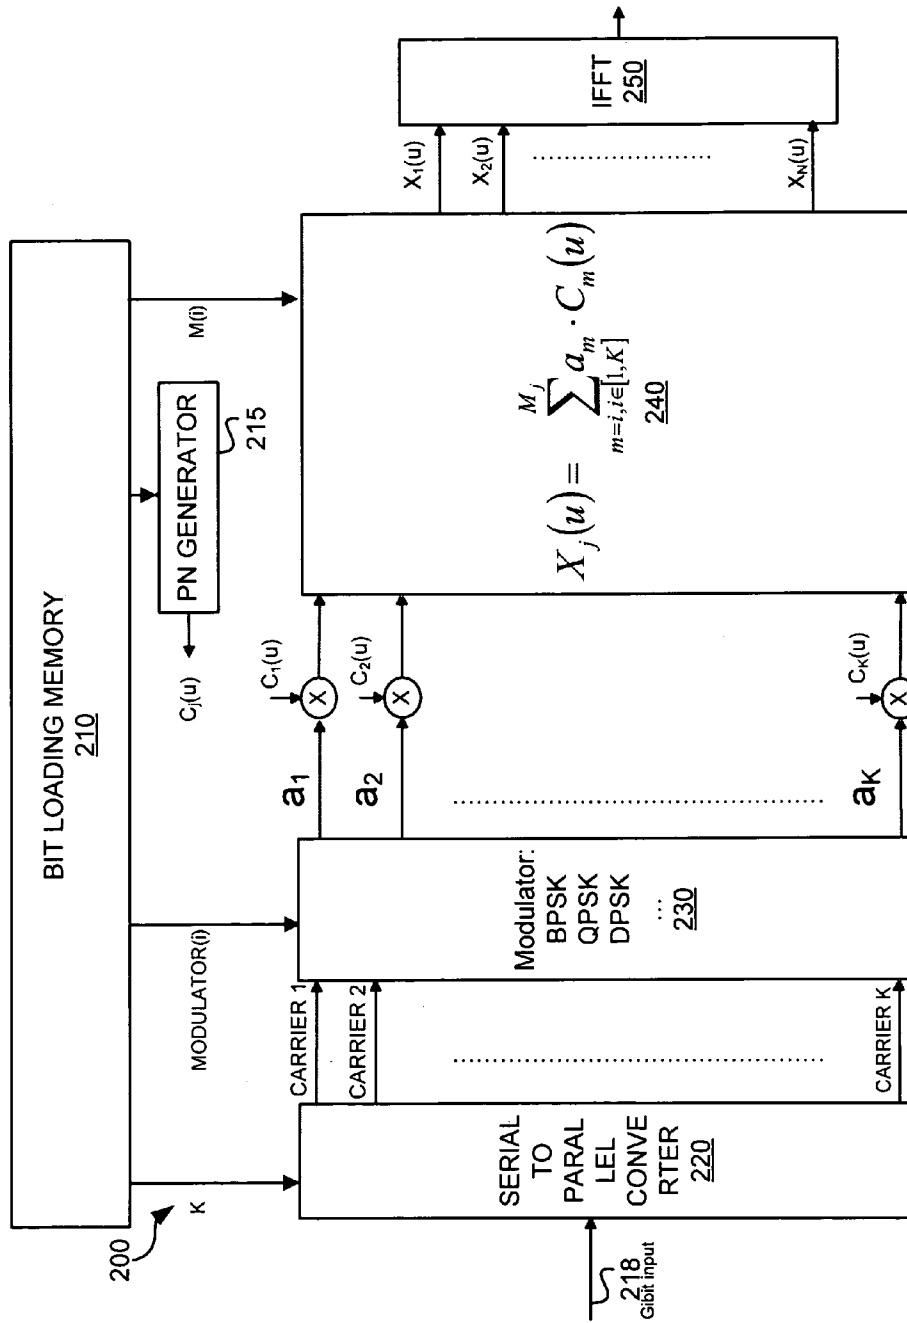 BIT LOADING MEMORY
210
200
K
MODULATOR(i)
PN GENERATOR
215
Cj(u)
M(i)
218
Gibit input
SERIAL
TO
PARAL
LEL
CONVE
RTER
220
CARRIER 1
CARRIER 2
CARRIER K
Modulator:
BPSK
QPSK
DPSK
...
230
a1
a2
aK
C1(u)
C2(u)
CK(u)
X
X
X
Xj(u) = ∑ m=i,i∈[1,K] Mj am · Cm(u)
240
X1(u)
X2(u)
XN(u)
IFFT
250